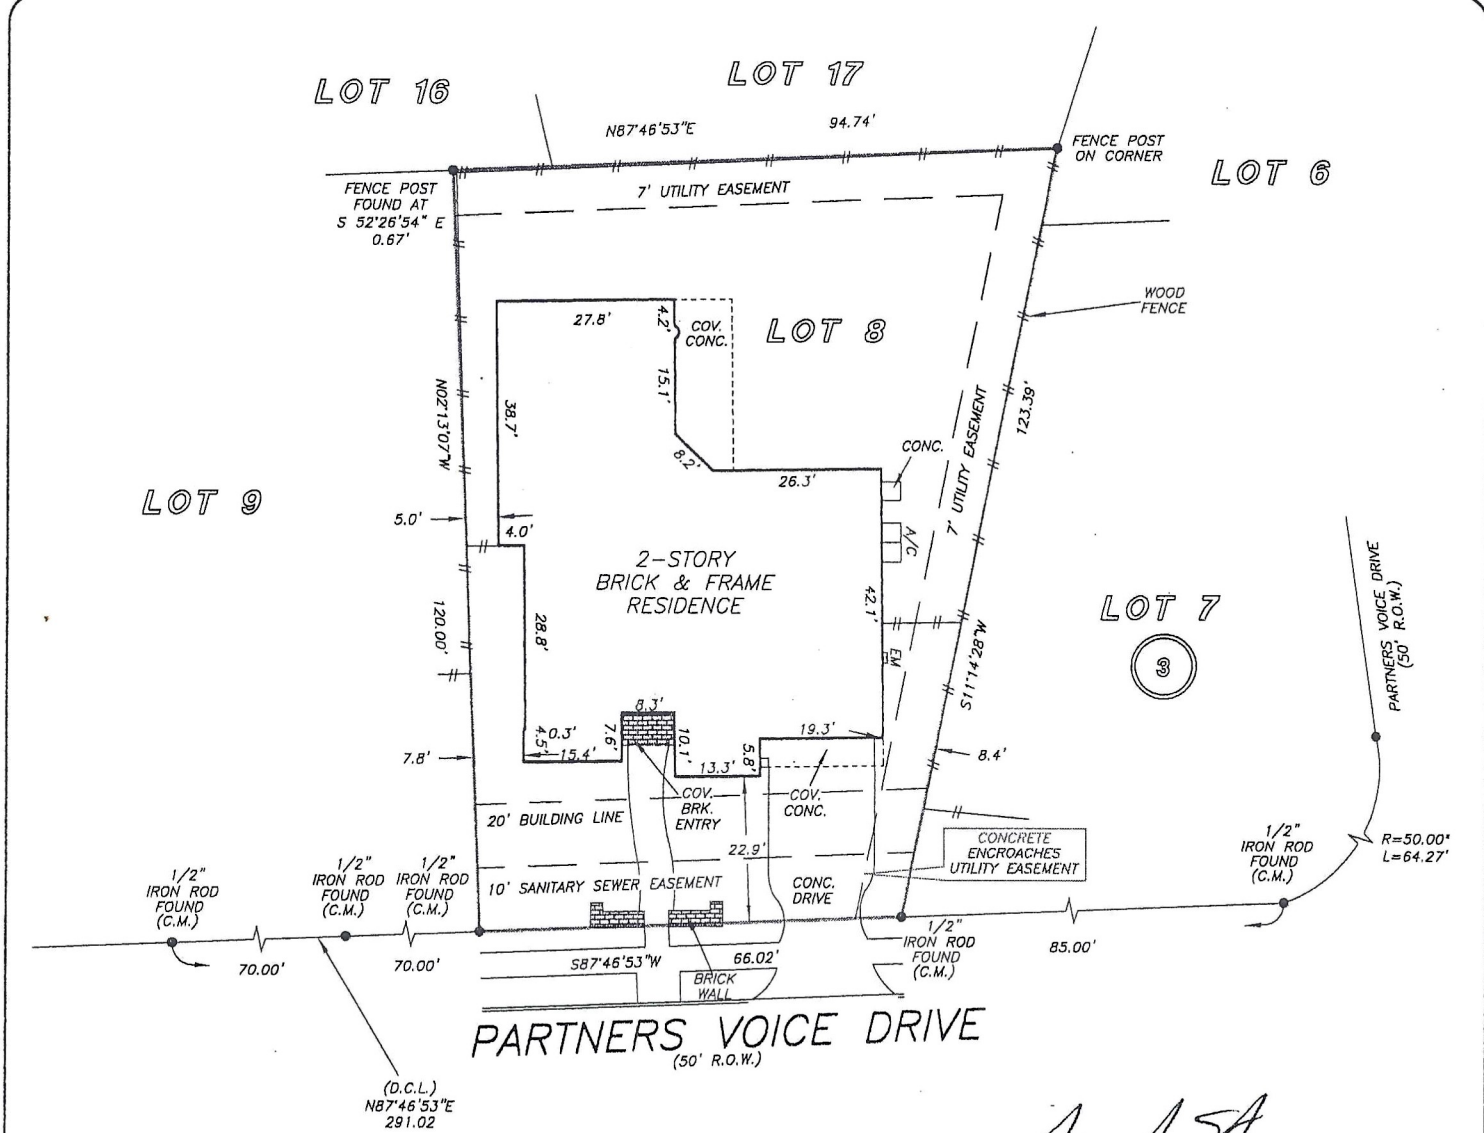 LOT 16
LOT 17
N87°46'53"E
94.74'
FENCE POST
ON CORNER
LOT 6
FENCE POST
FOUND AT
S 52°26'54" E
0.67'
7' UTILITY EASEMENT
WOOD
FENCE
27.8'
4.2'
COV.
CONC.
LOT 8
15.1'
38.7'
N02°13'07"W
8.2'
26.3'
CONC.
7' UTILITY EASEMENT
123.39'
LOT 9
5.0'
4.0'
A/C
2-STORY
BRICK & FRAME
RESIDENCE
42.1'
LOT 7
3
PARTNERS VOICE DRIVE
(50' R.O.W.)
120.00'
28.8'
EM
S11°14'28"W
8.3'
7.6'
10.1'
19.3'
4.5'
0.3'
15.4'
13.3'
5.8'
7.8'
8.4'
COV.
BRK.
ENTRY
COV.
CONC.
20' BUILDING LINE
22.9'
CONCRETE
ENCROACHES
UTILITY EASEMENT
R=50.00'
L=64.27'
10' SANITARY SEWER EASEMENT
CONC.
DRIVE
1/2"
IRON ROD
FOUND
(C.M.)
1/2"
IRON ROD
FOUND
(C.M.)
1/2"
IRON ROD
FOUND
(C.M.)
1/2"
IRON ROD
FOUND
(C.M.)
1/2"
IRON ROD
FOUND
(C.M.)
70.00'
70.00'
S87°46'53"W
66.02'
85.00'
BRICK
WALL
PARTNERS VOICE DRIVE
(50' R.O.W.)
(D.C.L.)
N87°46'53"E
291.02